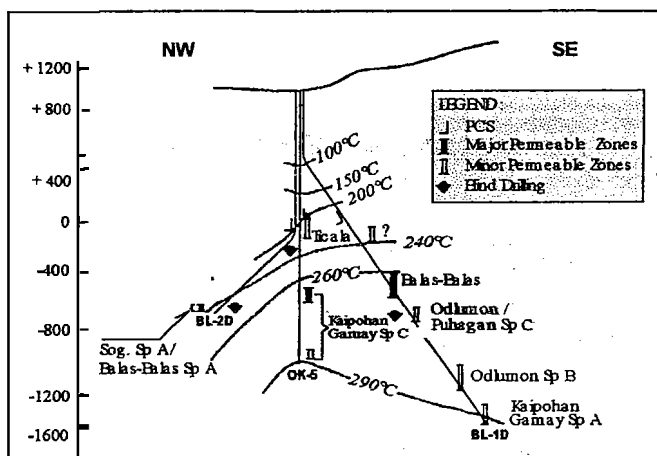 NW
SE
+ 1200
+ 800
+ 400
0
-400
-800
-1200
-1600
LEGEND
PCS
Major Permeable Zones
Minor Permeable Zones
Blind Drilling
100°C
150°C
200°C
240°C
260°C
290°C
Ticala
?
Balas-Balas
Odlumon /
Puhagan Sp C
Kaipohan
Gamay Sp C
BL-2D
Sog. Sp A/
Balas-Balas Sp A
OK-5
Odlumon Sp B
Kaipohan
Gamay Sp A
BL-1D